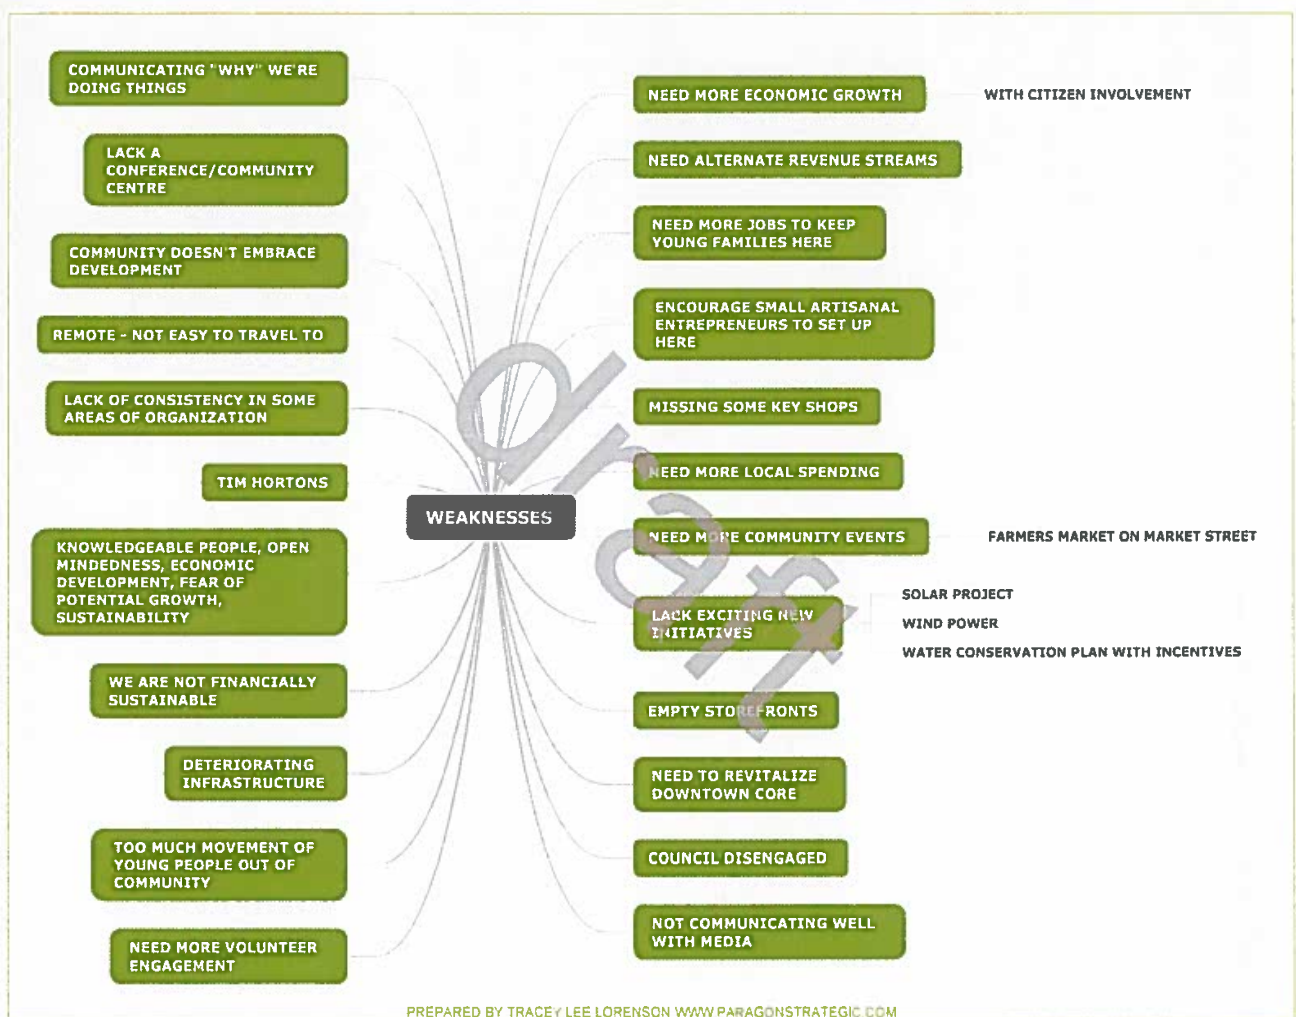 COMMUNICATING "WHY" WE'RE
DOING THINGS
LACK A
CONFERENCE/COMMUNITY
CENTRE
COMMUNITY DOESN'T EMBRACE
DEVELOPMENT
REMOTE - NOT EASY TO TRAVEL TO
LACK OF CONSISTENCY IN SOME
AREAS OF ORGANIZATION
TIM HORTONS
KNOWLEDGEABLE PEOPLE, OPEN
MINDEDNESS, ECONOMIC
DEVELOPMENT, FEAR OF
POTENTIAL GROWTH,
SUSTAINABILITY
WE ARE NOT FINANCIALLY
SUSTAINABLE
DETERIORATING
INFRASTRUCTURE
TOO MUCH MOVEMENT OF
YOUNG PEOPLE OUT OF
COMMUNITY
NEED MORE VOLUNTEER
ENGAGEMENT
WEAKNESSES
draft
NEED MORE ECONOMIC GROWTH
WITH CITIZEN INVOLVEMENT
NEED ALTERNATE REVENUE STREAMS
NEED MORE JOBS TO KEEP
YOUNG FAMILIES HERE
ENCOURAGE SMALL ARTISANAL
ENTREPRENEURS TO SET UP
HERE
MISSING SOME KEY SHOPS
NEED MORE LOCAL SPENDING
NEED MORE COMMUNITY EVENTS
FARMERS MARKET ON MARKET STREET
LACK EXCITING NEW
INITIATIVES
SOLAR PROJECT
WIND POWER
WATER CONSERVATION PLAN WITH INCENTIVES
EMPTY STOREFRONTS
NEED TO REVITALIZE
DOWNTOWN CORE
COUNCIL DISENGAGED
NOT COMMUNICATING WELL
WITH MEDIA
PREPARED BY TRACEY LEE LORENSON WWW.PARAGONSTRATEGIC.COM